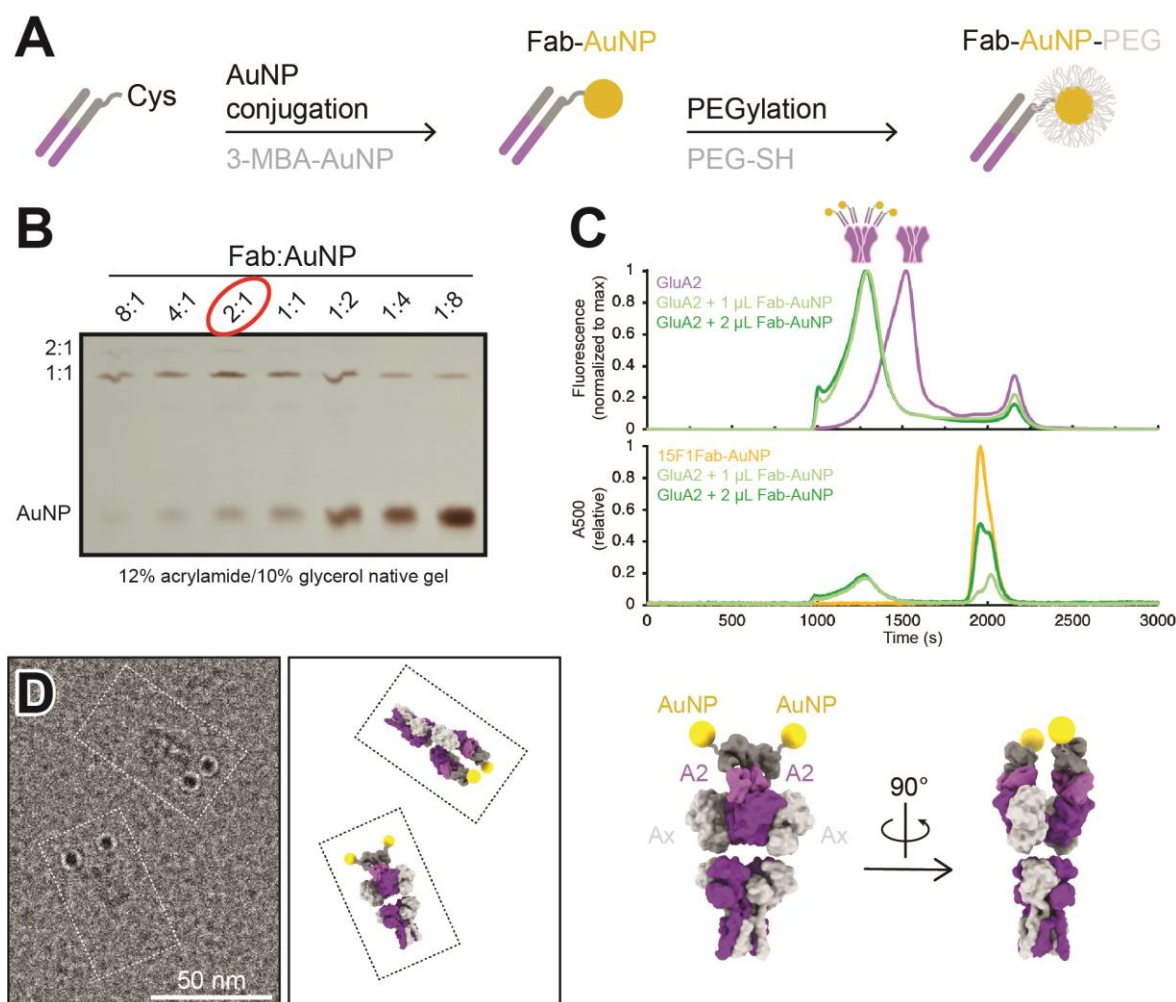 A
Cys
AuNP
conjugation
3-MBA-AuNP
Fab-AuNP
PEGylation
PEG-SH
Fab-AuNP-PEG
B
Fab:AuNP
8:1
4:1
2:1
1:1
1:2
1:4
1:8
2:1
1:1
AuNP
12% acrylamide/10% glycerol native gel
C
Fluorescence
(normalized to max)
1
0.8
0.6
0.4
0.2
0
GluA2
GluA2 + 1 µL Fab-AuNP
GluA2 + 2 µL Fab-AuNP
A500
(relative)
1
0.8
0.6
0.4
0.2
0
15F1Fab-AuNP
GluA2 + 1 µL Fab-AuNP
GluA2 + 2 µL Fab-AuNP
0
500
1000
1500
2000
2500
3000
Time (s)
D
50 nm
AuNP
AuNP
A2
A2
Ax
Ax
90°